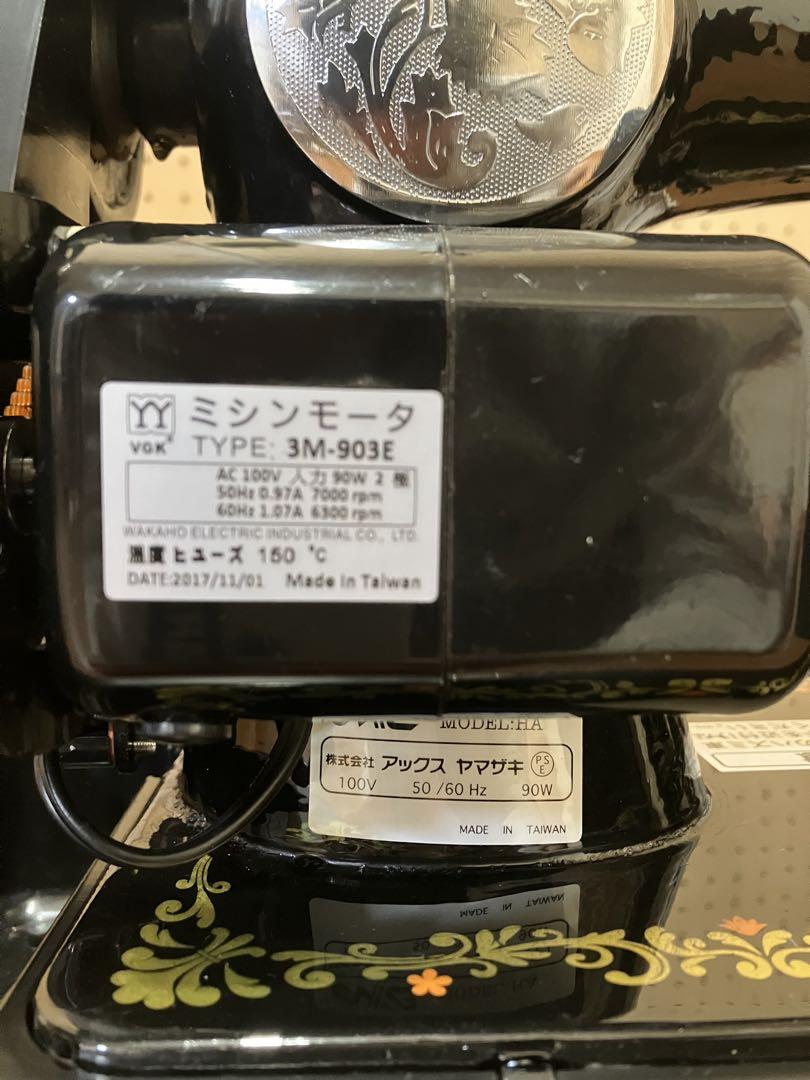 ミシンモータ
VGK
TYPE: 3M-903E
AC 100V 入力 90W 2 極
50Hz 0.97A 7000 rpm
60Hz 1.07A 6300 rpm
WAKAHO ELECTRIC INDUSTRIAL CO., LTD.
温度ヒューズ 150 °C
DATE:2017/11/01 Made in Taiwan
MODEL:HA
株式会社 アックス ヤマザキ PSE
100V 50/60 Hz 90W
MADE IN TAIWAN